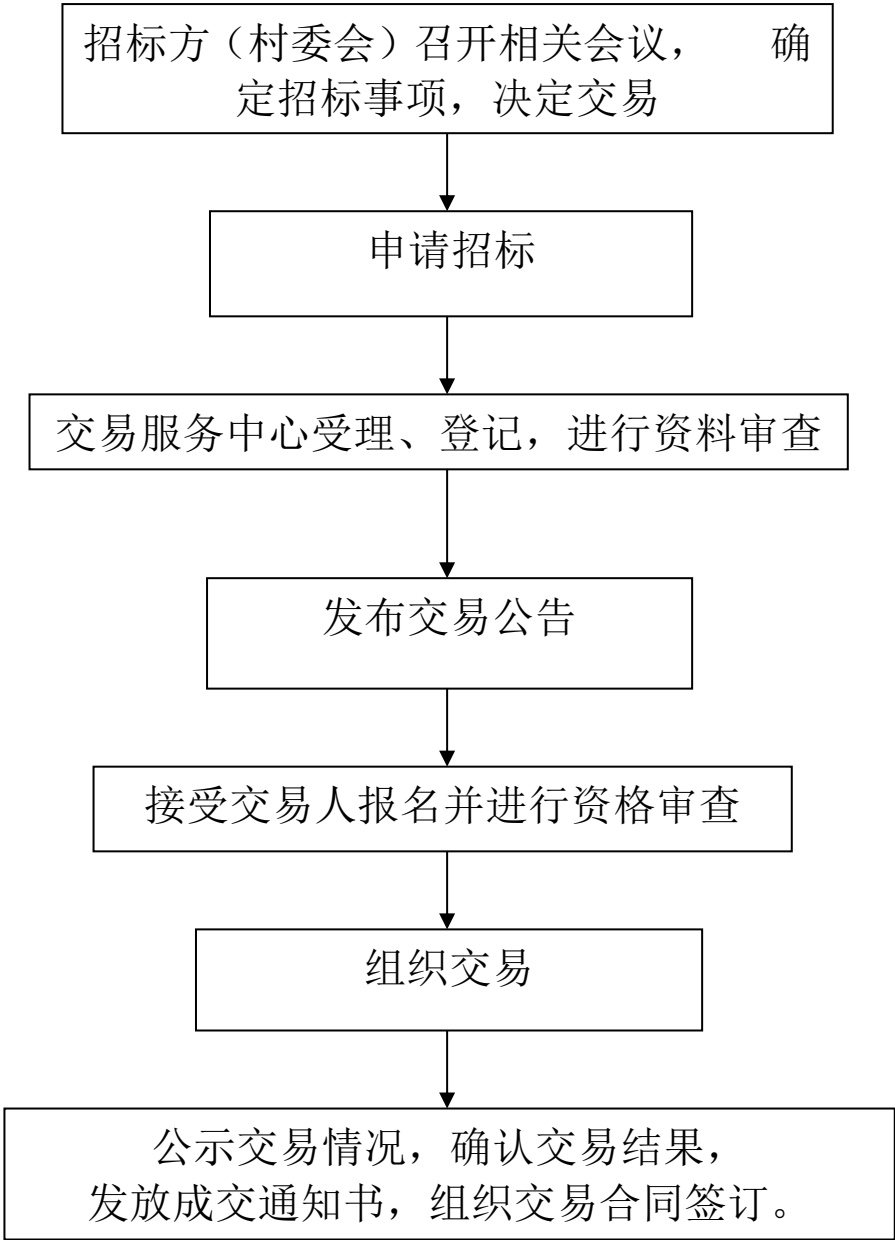 招标方（村委会）召开相关会议，　　确
定招标事项，决定交易
申请招标
交易服务中心受理、登记，进行资料审查
发布交易公告
接受交易人报名并进行资格审查
组织交易
公示交易情况，确认交易结果，
发放成交通知书，组织交易合同签订。